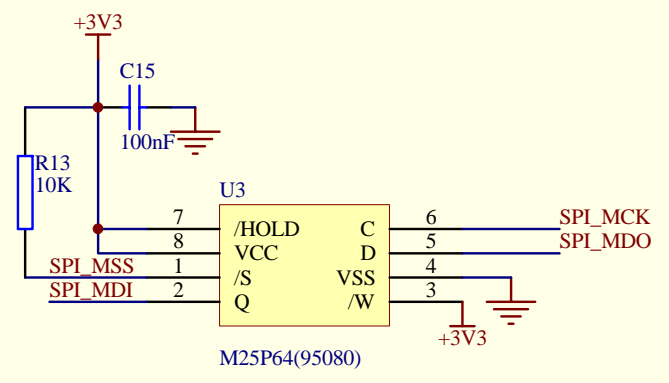 +3V3
C15
100nF
R13
10K
U3
7 /HOLD C 6 SPI_MCK
8 VCC D 5 SPI_MDO
SPI_MSS 1 /S VSS 4
SPI_MDI 2 Q /W 3
+3V3
M25P64(95080)